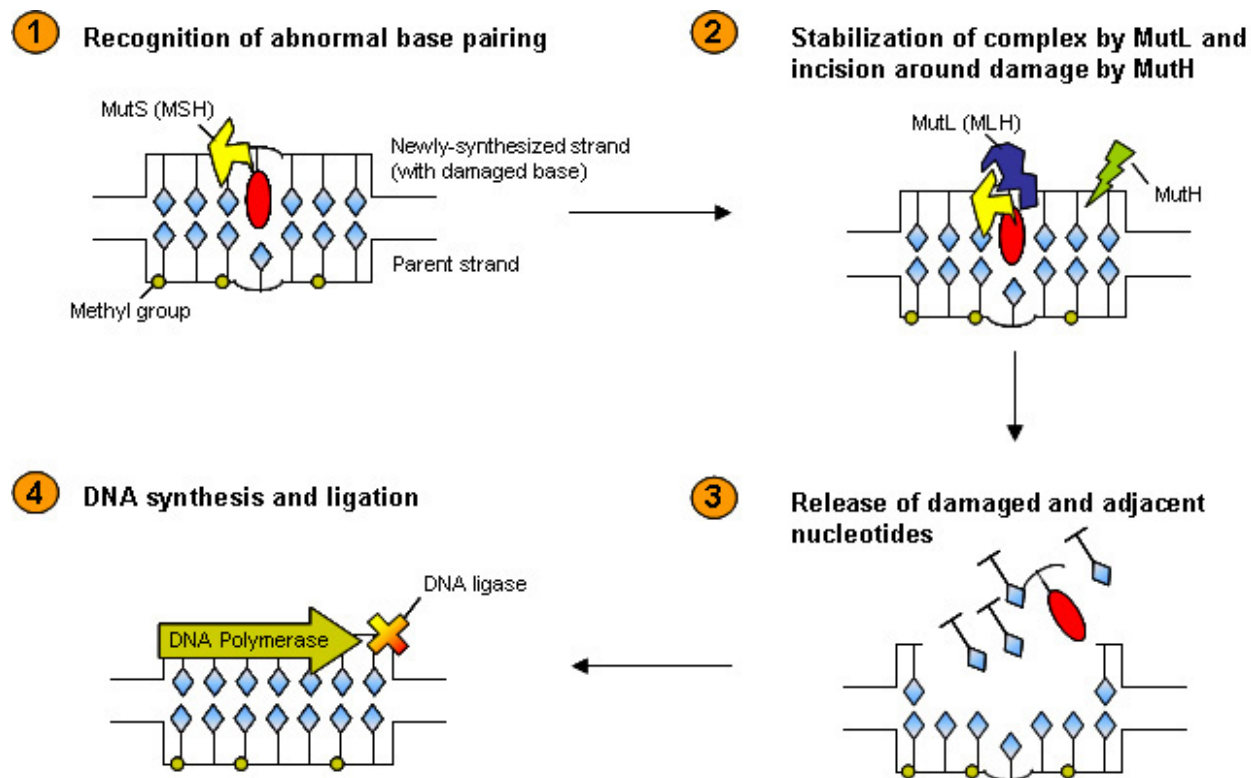 1 Recognition of abnormal base pairing
MutS (MSH)
Newly-synthesized strand
(with damaged base)
Parent strand
Methyl group
2 Stabilization of complex by MutL and
incision around damage by MutH
MutL (MLH)
MutH
3 Release of damaged and adjacent
nucleotides
4 DNA synthesis and ligation
DNA ligase
DNA Polymerase